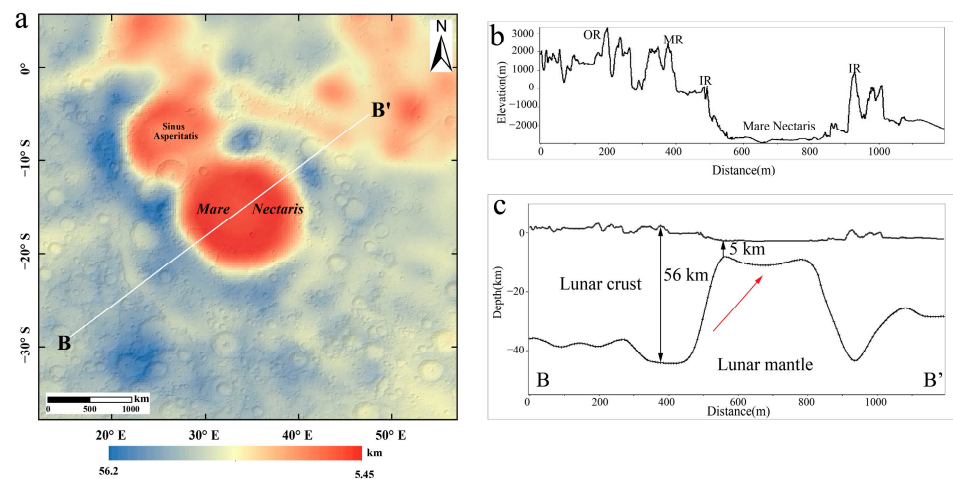 a
N
0°
10° S
20° S
30° S
Sinus
Asperitatis
B'
Mare Nectaris
B
km
0 500 1000
20° E 30° E 40° E 50° E
km
56.2 5.45
b
Elevation(m)
3000
2000
1000
0
−1000
−2000
OR
MR
IR
IR
Mare Nectaris
0 200 400 600 800 1000
Distance(m)
c
Depth(km)
0
−20
−40
5 km
56 km
Lunar crust
Lunar mantle
B B’
0 200 400 600 800 1000
Distance(m)